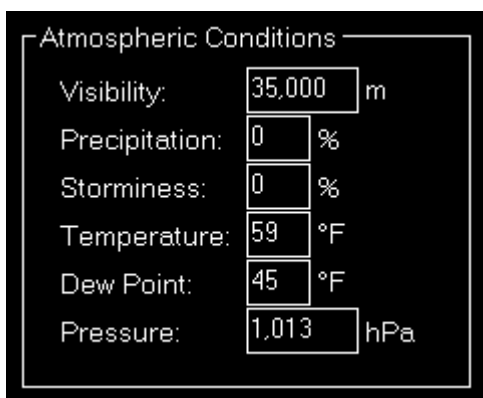 Atmospheric Conditions
Visibility: 35,000 m
Precipitation: 0 %
Storminess: 0 %
Temperature: 59 °F
Dew Point: 45 °F
Pressure: 1,013 hPa